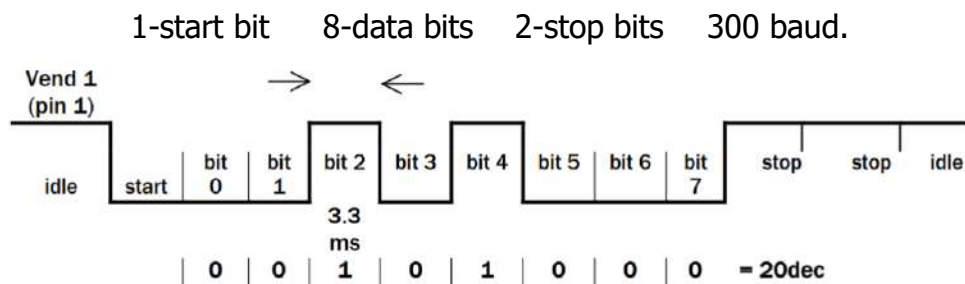 1-start bit 8-data bits 2-stop bits 300 baud.
Vend 1
(pin 1)
idle start bit 0 bit 1 bit 2 bit 3 bit 4 bit 5 bit 6 bit 7 stop stop idle
3.3
ms
0 0 1 0 1 0 0 0 = 20dec